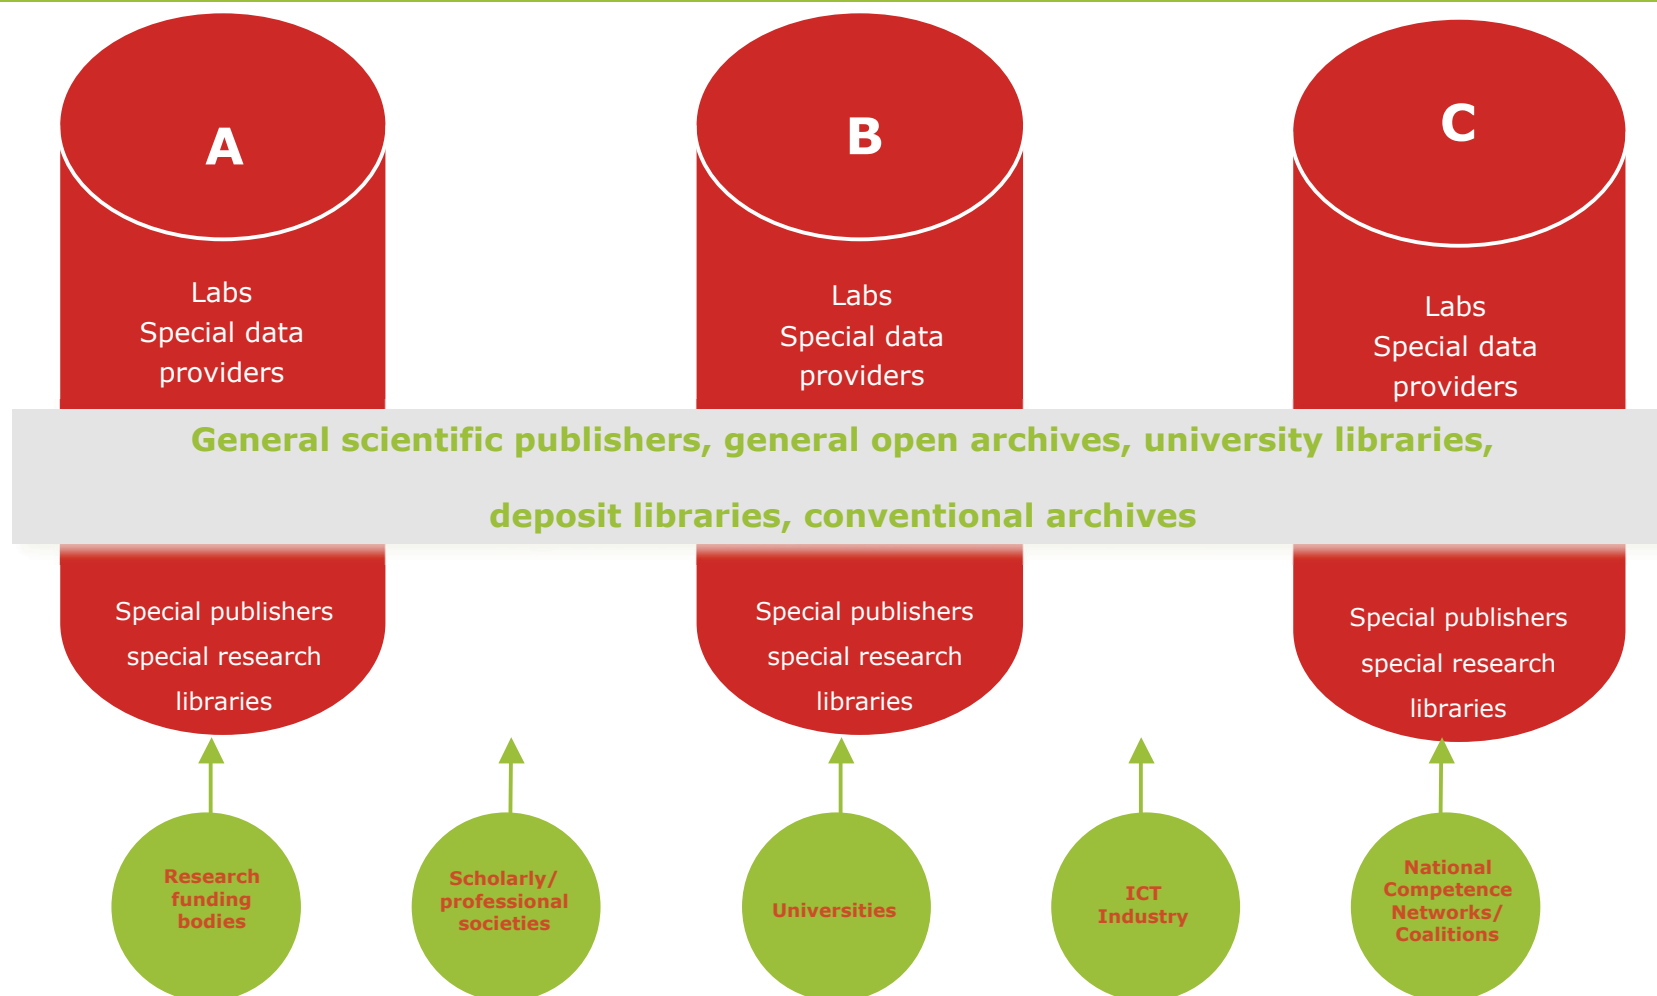 A
B
C
Labs
Special data
providers
Labs
Special data
providers
Labs
Special data
providers
General scientific publishers, general open archives, university libraries,
deposit libraries, conventional archives
Special publishers
special research
libraries
Special publishers
special research
libraries
Special publishers
special research
libraries
Research
funding
bodies
Scholarly/
professional
societies
Universities
ICT
Industry
National
Competence
Networks/
Coalitions